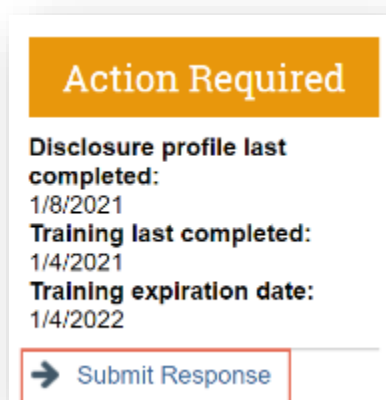 Action Required
Disclosure profile last
completed:
1/8/2021
Training last completed:
1/4/2021
Training expiration date:
1/4/2022
Submit Response